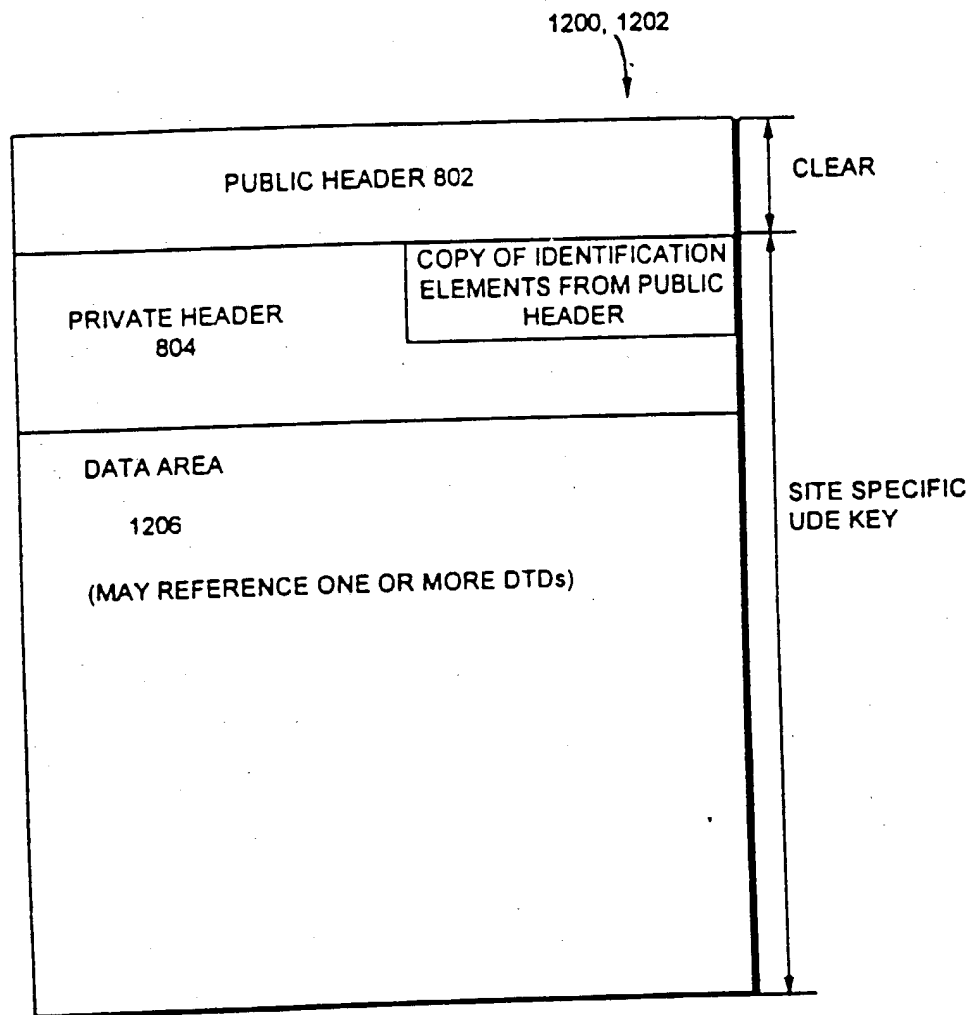 1200, 1202
PUBLIC HEADER 802
CLEAR
COPY OF IDENTIFICATION
ELEMENTS FROM PUBLIC
HEADER
PRIVATE HEADER
804
DATA AREA
1206
(MAY REFERENCE ONE OR MORE DTDs)
SITE SPECIFIC
UDE KEY